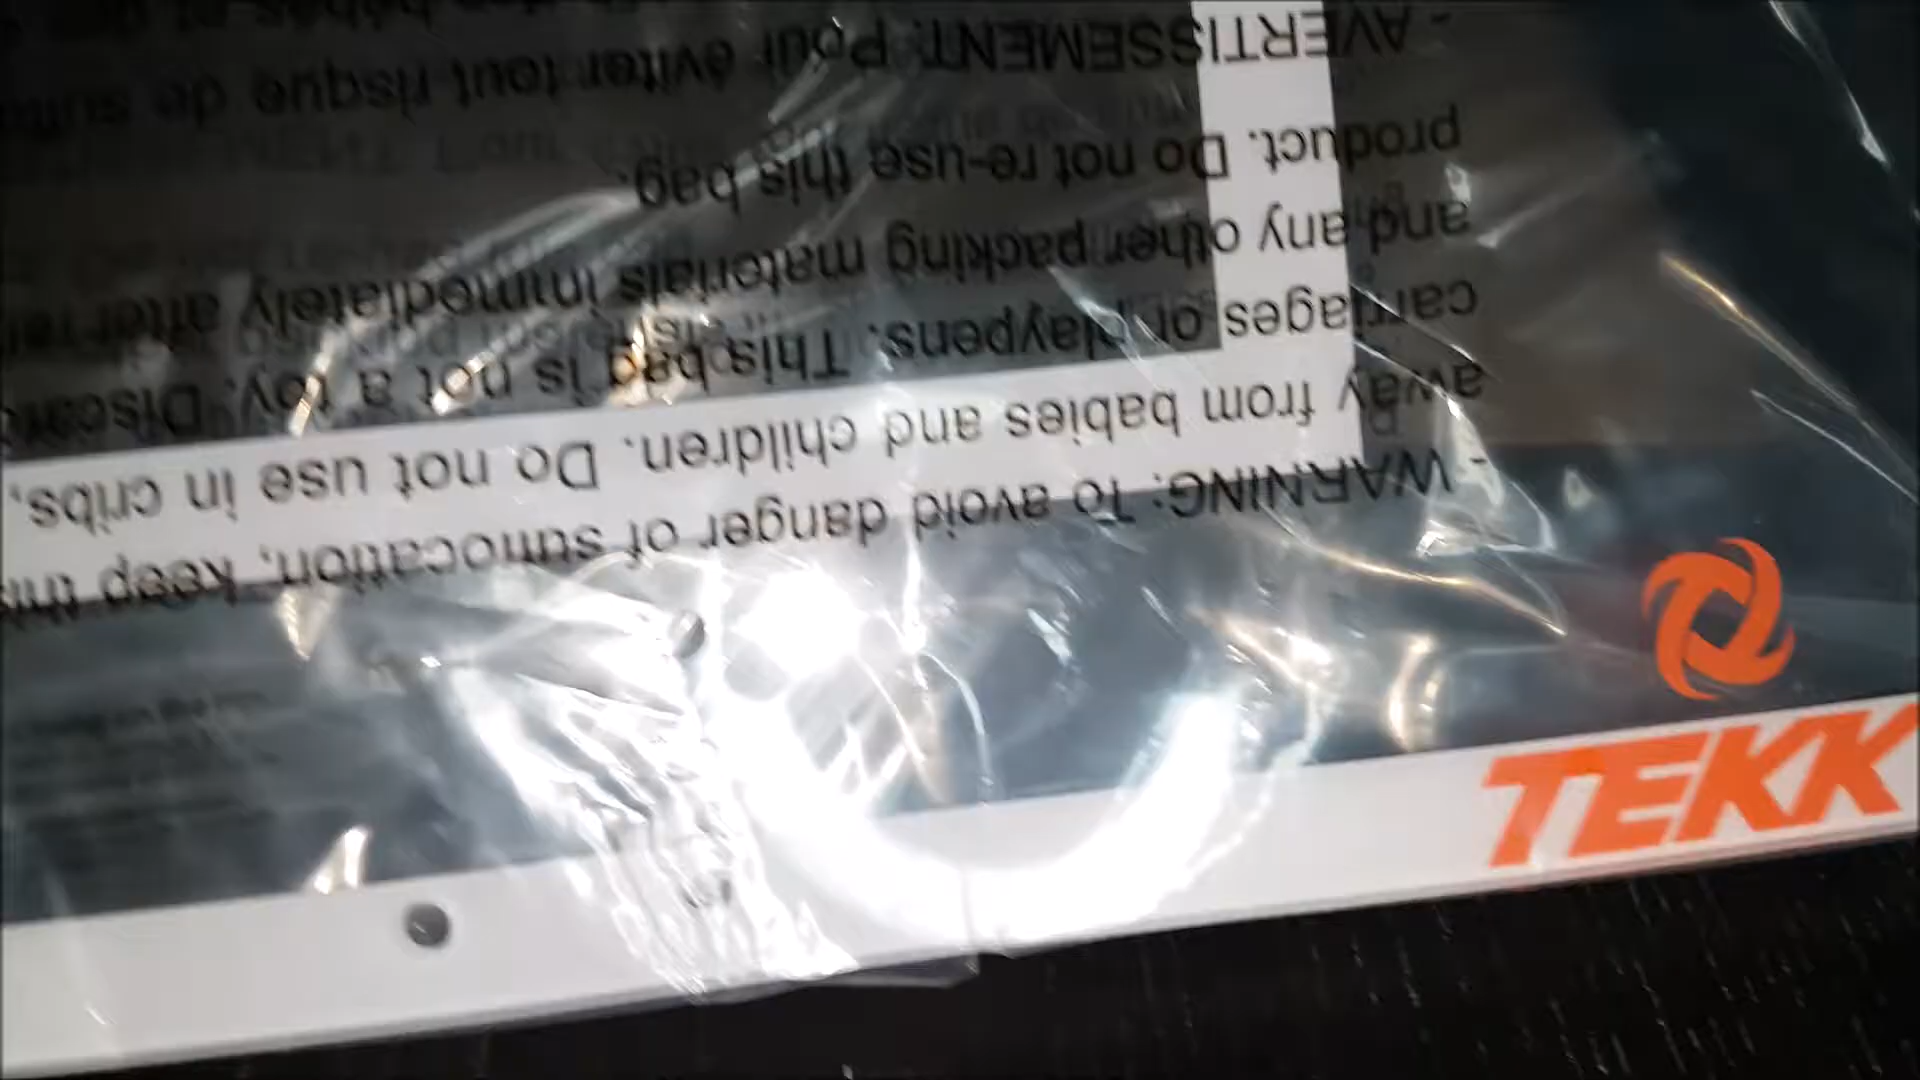 - WARNING: To avoid danger of suffocation, keep
away from babies and children. Do not use in cribs,
carriages or playpens. This bag is not a toy. Discard
and any other packing materials immediately after
product. Do not re-use this bag.
- AVERTISSEMENT: Pour éviter tout risque de
TEKK